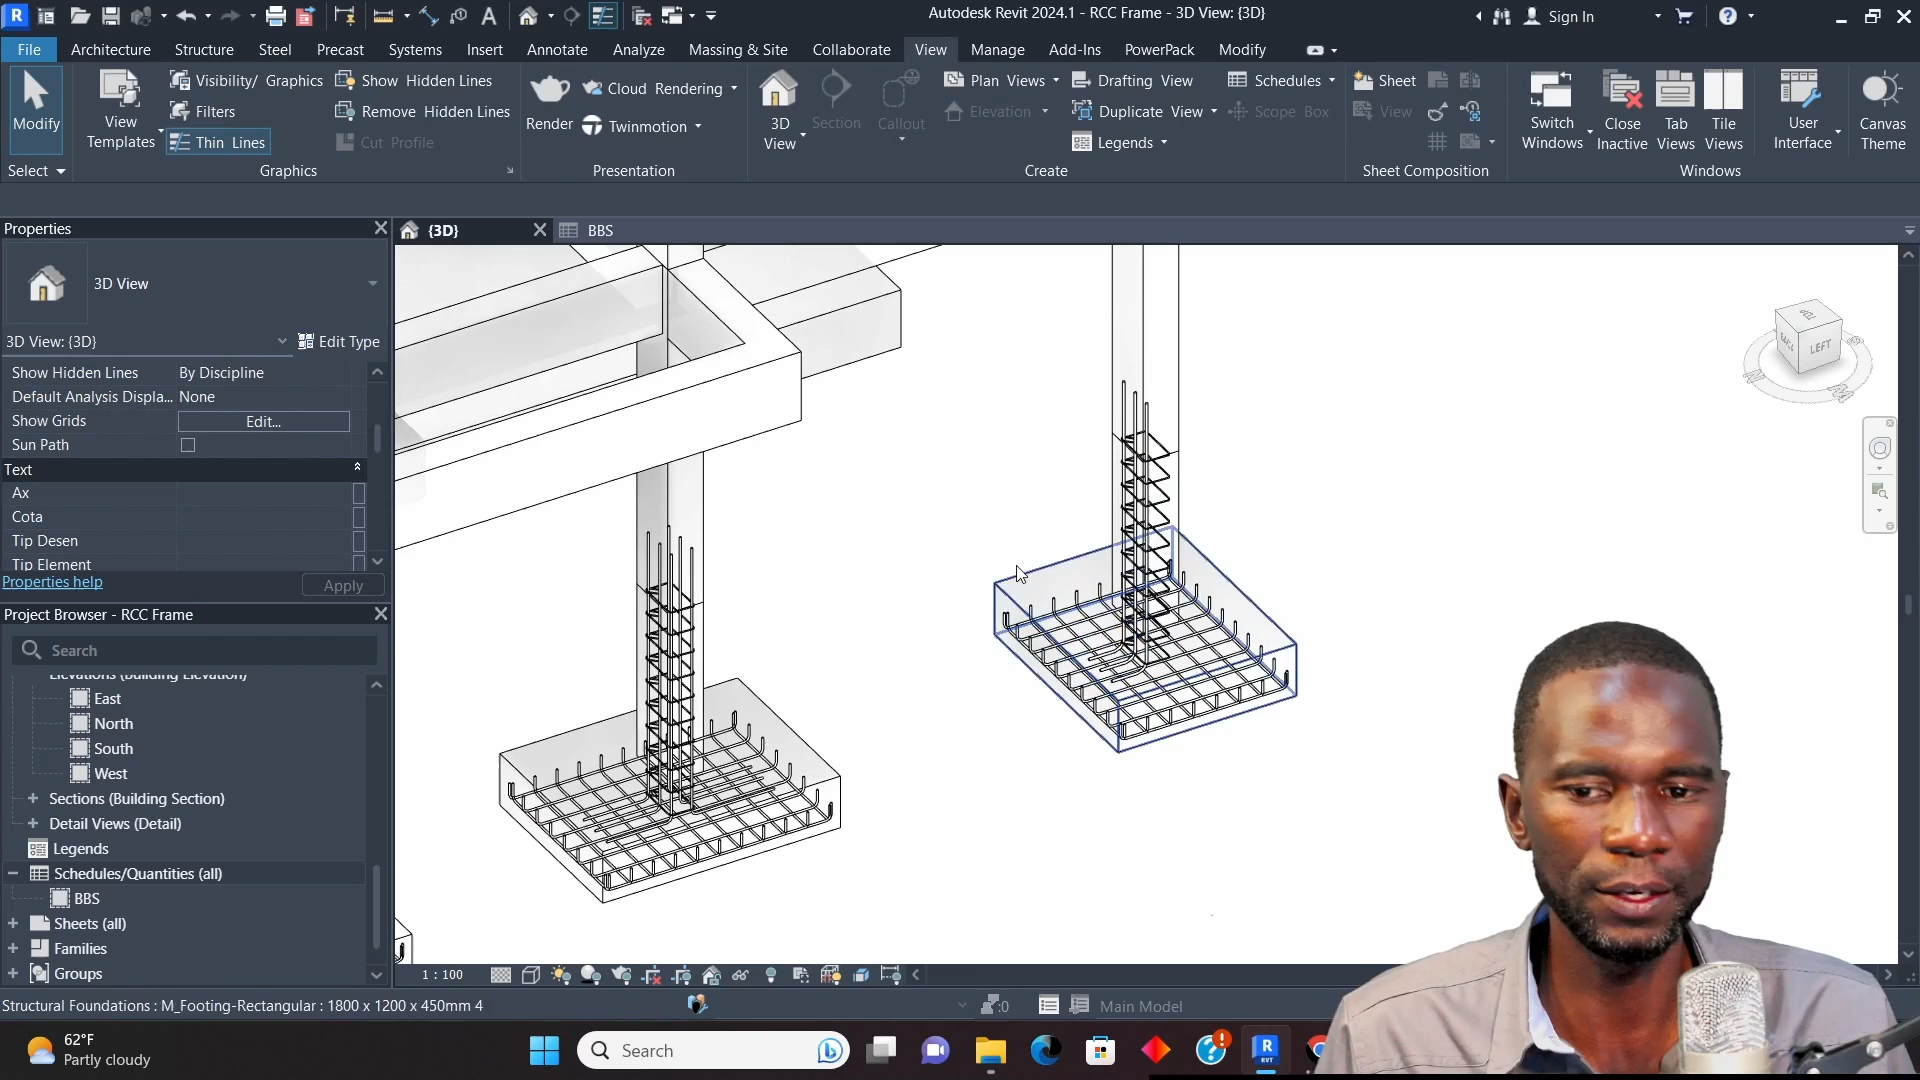 Autodesk Revit 2024.1 - RCC Frame - 3D View: {3D}
Sign In
File Architecture Structure Steel Precast Systems Insert Annotate Analyze Massing & Site Collaborate View Manage Add-Ins PowerPack Modify
Modify
View
Templates
Visibility/ Graphics
Filters
Thin Lines
Show Hidden Lines
Remove Hidden Lines
Cut Profile
Render
Cloud Rendering
Twinmotion
3D
View
Section
Callout
Plan Views
Elevation
Drafting View
Duplicate View
Legends
Schedules
Scope Box
Sheet
View
Switch
Windows
Close
Inactive
Tab
Views
Tile
Views
User
Interface
Canvas
Theme
Select
Graphics
Presentation
Create
Sheet Composition
Windows
Properties
{3D}
BBS
3D View
3D View: {3D}
Edit Type
Show Hidden Lines By Discipline
Default Analysis Displa... None
Show Grids Edit...
Sun Path
Text
Ax
Cota
Tip Desen
Tip Element
Properties help
Apply
Project Browser - RCC Frame
Search
Elevations (Building Elevation)
East
North
South
West
Sections (Building Section)
Detail Views (Detail)
Legends
Schedules/Quantities (all)
BBS
Sheets (all)
Families
Groups
TOP
LEFT
1 : 100
Structural Foundations : M_Footing-Rectangular : 1800 x 1200 x 450mm 4
:0
Main Model
62°F
Partly cloudy
Search
R
RVT